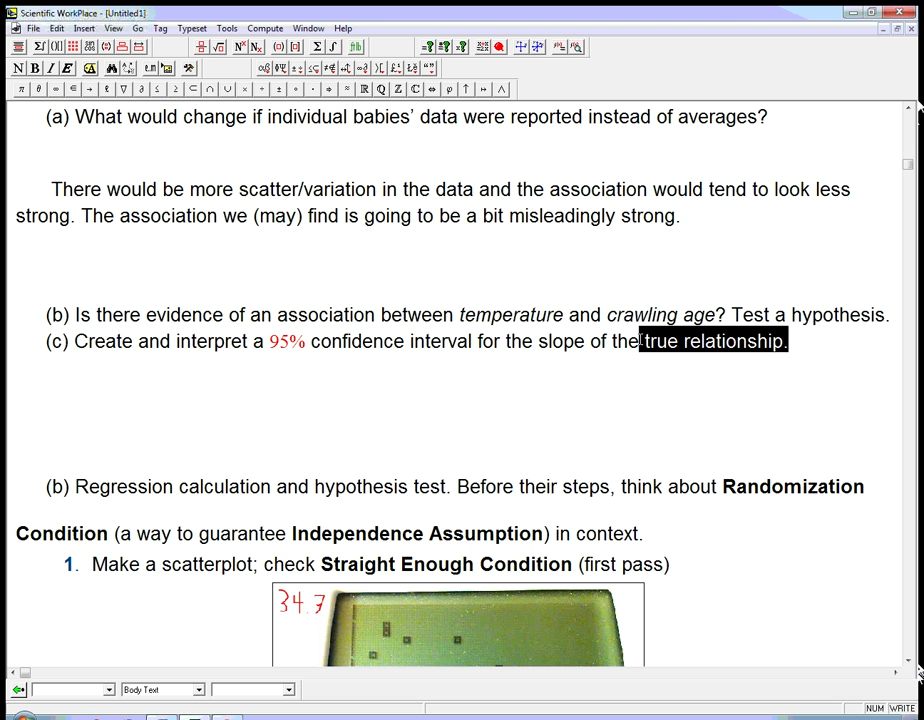 Scientific WorkPlace - [Untitled1]
File Edit Insert View Go Tag Typeset Tools Compute Window Help
(a) What would change if individual babies' data were reported instead of averages?
There would be more scatter/variation in the data and the association would tend to look less
strong. The association we (may) find is going to be a bit misleadingly strong.
(b) Is there evidence of an association between temperature and crawling age? Test a hypothesis.
(c) Create and interpret a 95% confidence interval for the slope of the true relationship.
(b) Regression calculation and hypothesis test. Before their steps, think about Randomization
Condition (a way to guarantee Independence Assumption) in context.
1. Make a scatterplot; check Straight Enough Condition (first pass)
34.7
Body Text
NUM WRITE